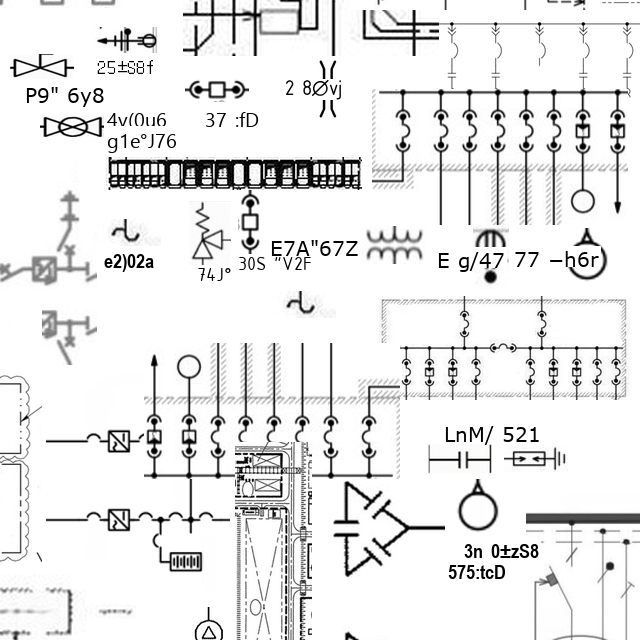 25±S8f
P9" 6y8
2 8Øvj
4v(0u6
37 :fD
g1e°J76
E7A"67Z
e2)02a
30S "V2F
E g/47 77 −h6r
74J°
LnM/ 521
3n 0±zS8
575:tcD